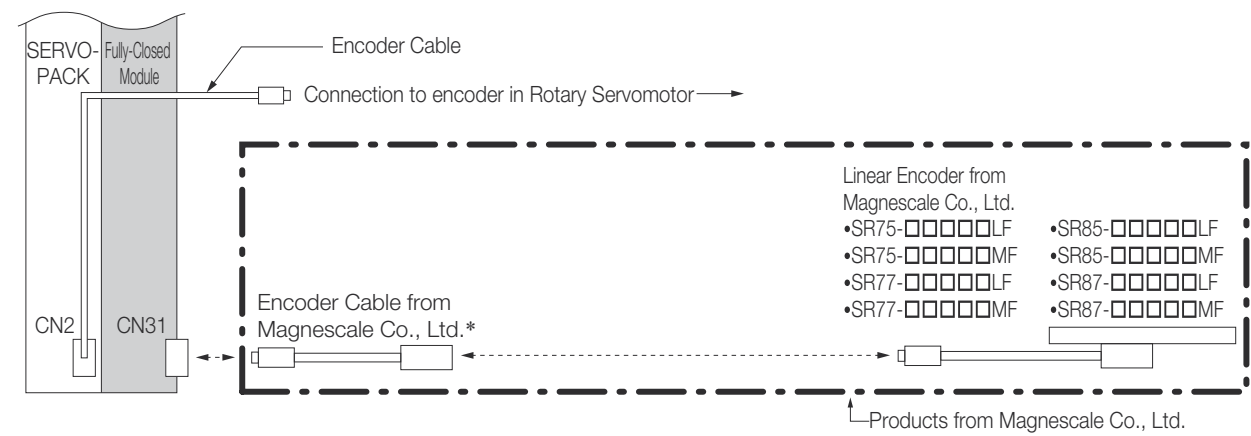 SERVO-
PACK
Fully-Closed
Module
Encoder Cable
Connection to encoder in Rotary Servomotor
Linear Encoder from
Magnescale Co., Ltd.
•SR75-□□□□□LF •SR85-□□□□□LF
•SR75-□□□□□MF •SR85-□□□□□MF
•SR77-□□□□□LF •SR87-□□□□□LF
•SR77-□□□□□MF •SR87-□□□□□MF
Encoder Cable from
Magnescale Co., Ltd.*
CN2
CN31
Products from Magnescale Co., Ltd.